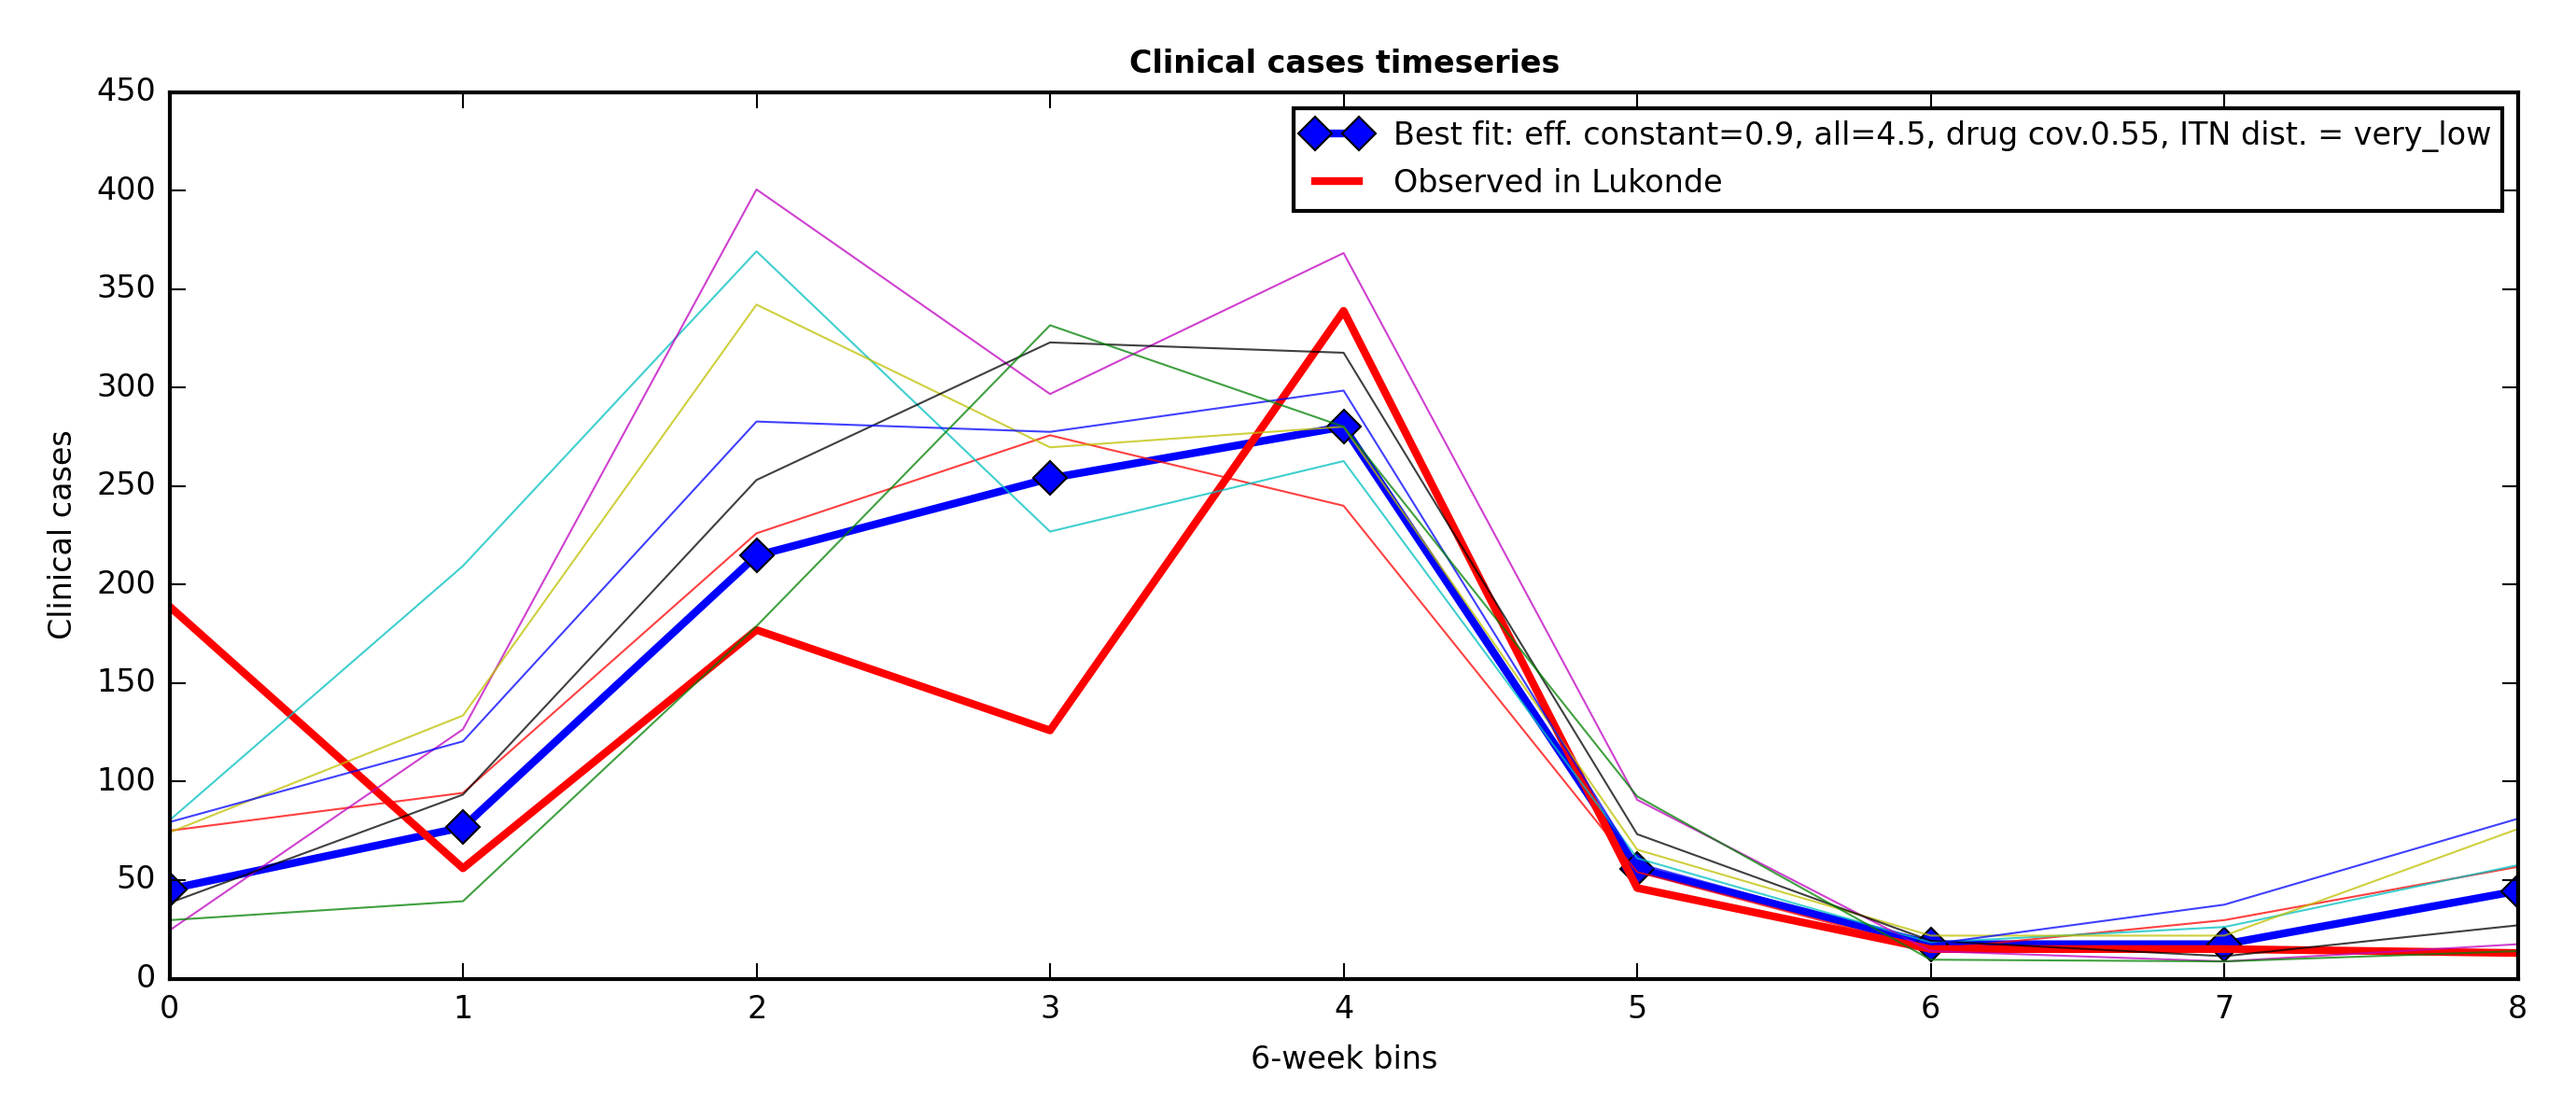 Clinical cases timeseries
450
400
350
300
250
200
150
100
50
0
Clinical cases
Best fit: eff. constant=0.9, all=4.5, drug cov.0.55, ITN dist. = very_low
Observed in Lukonde
0 1 2 3 4 5 6 7 8
6-week bins